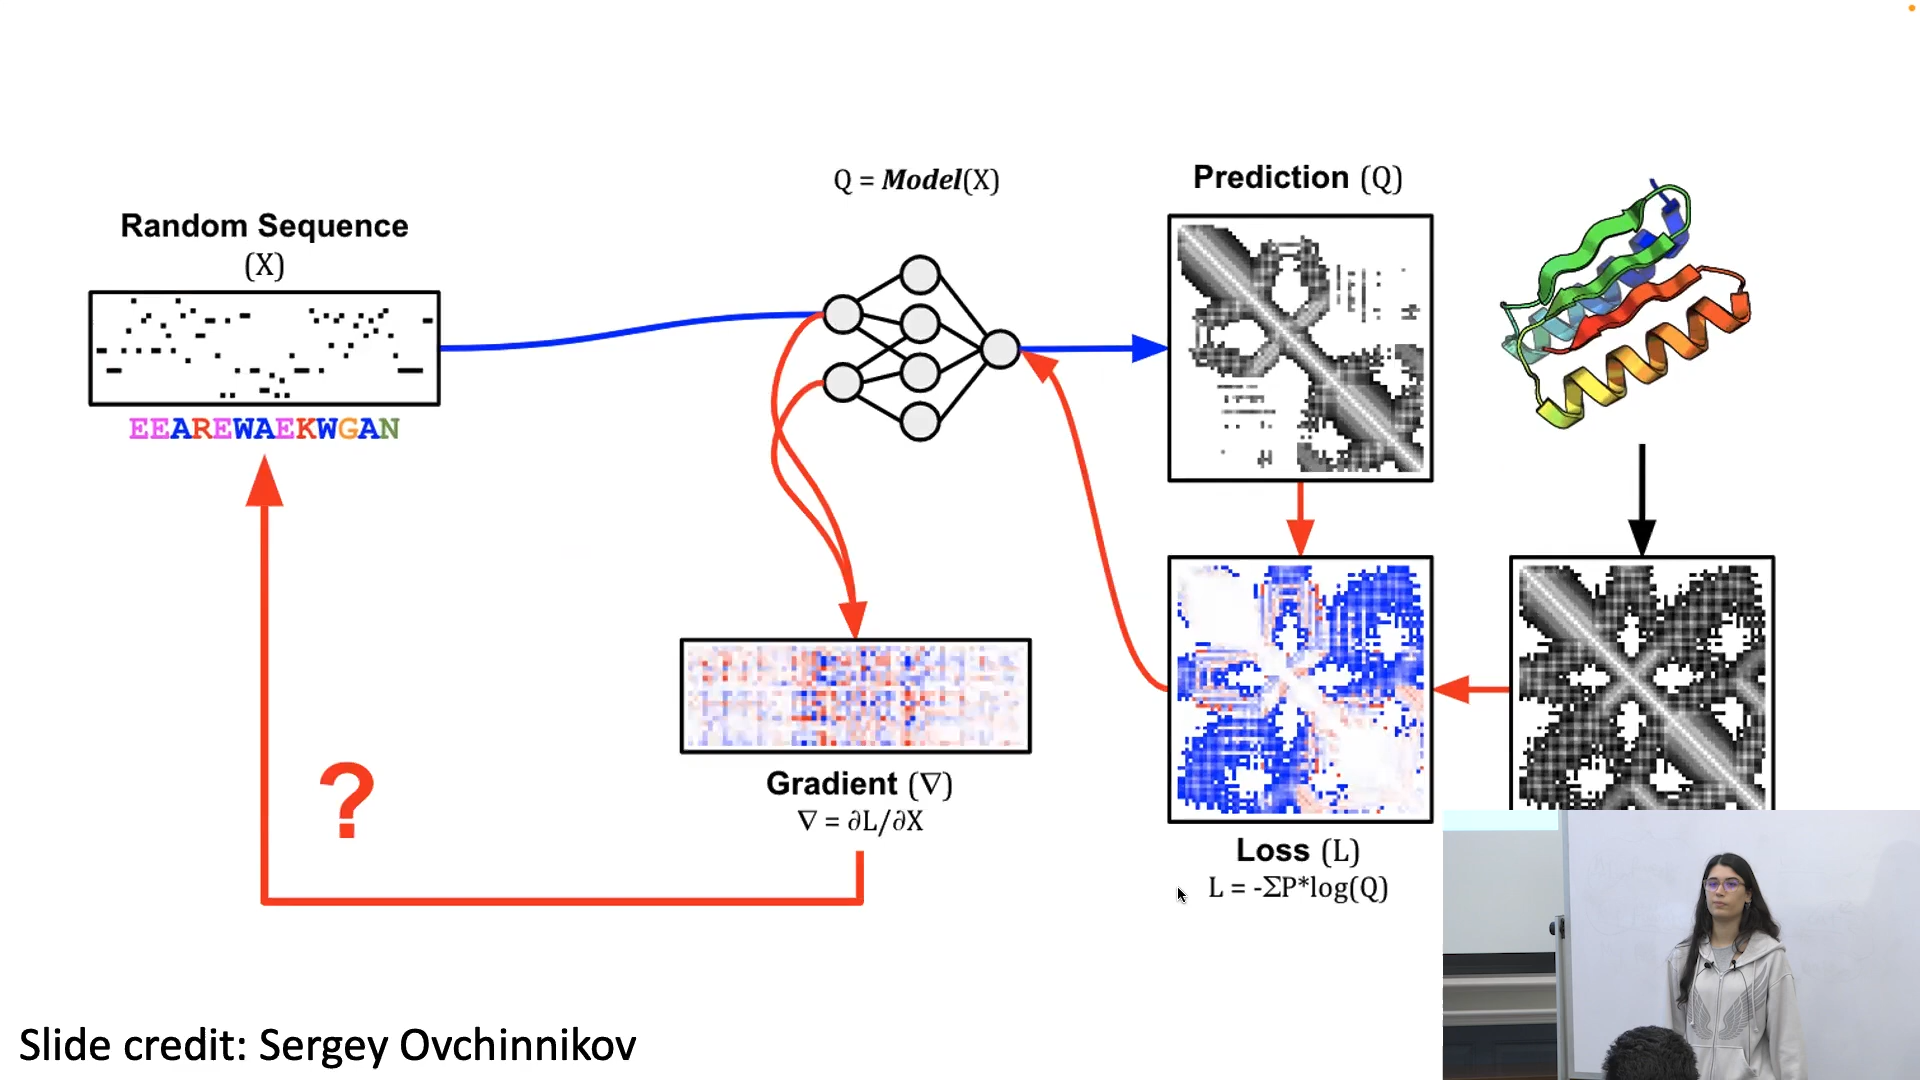 Q = Model(X)
Prediction (Q)
Random Sequence
(X)
EEAREWAEKWGAN
?
Gradient (∇)
∇ = ∂L/∂X
Loss (L)
L = -ΣP*log(Q)
Slide credit: Sergey Ovchinnikov